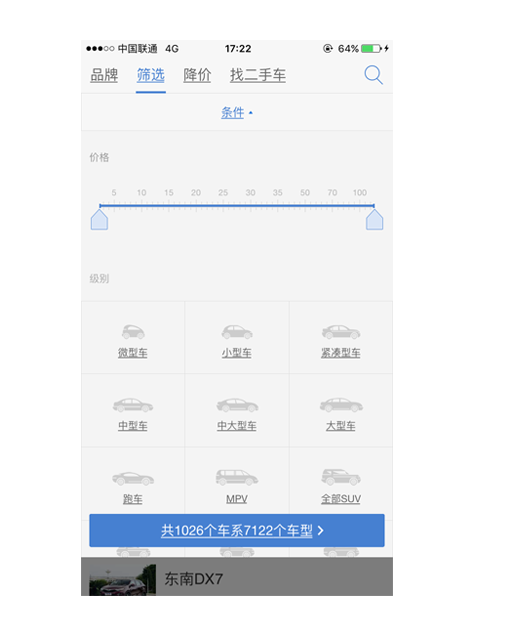 中国联通 4G 17:22 64%
品牌 筛选 降价 找二手车
条件
价格
5 10 15 20 25 30 35 50 70 100
级别
微型车 小型车 紧凑型车
中型车 中大型车 大型车
跑车 MPV 全部SUV
共1026个车系7122个车型
东南DX7